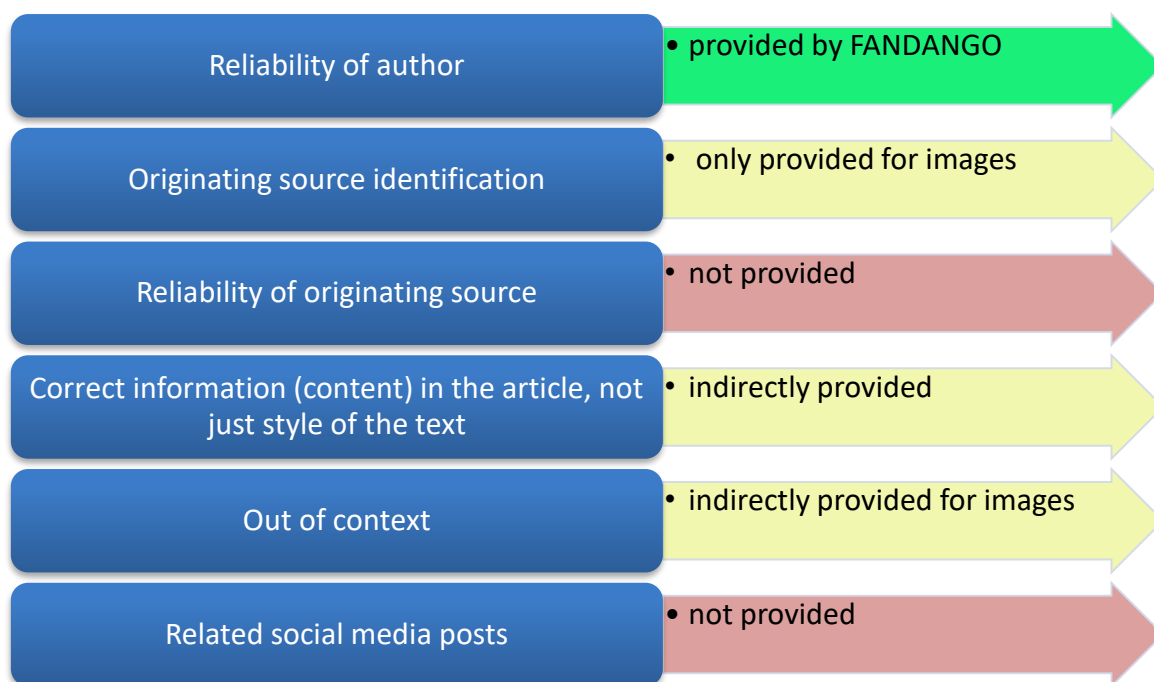 Reliability of author
• provided by FANDANGO
Originating source identification
• only provided for images
Reliability of originating source
• not provided
Correct information (content) in the article, not
just style of the text
• indirectly provided
Out of context
• indirectly provided for images
Related social media posts
• not provided